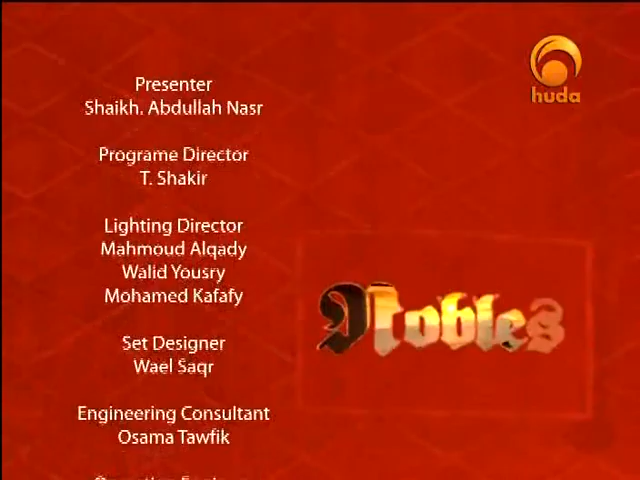 huda
Presenter
Shaikh. Abdullah Nasr
Programe Director
T. Shakir
Lighting Director
Mahmoud Alqady
Walid Yousry
Mohamed Kafafy
Nobles
Set Designer
Wael Saqr
Engineering Consultant
Osama Tawfik